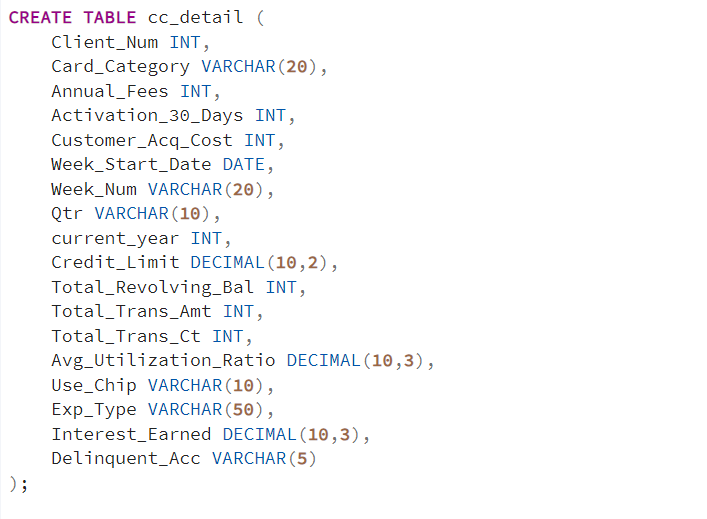 CREATE TABLE cc_detail (
    Client_Num INT,
    Card_Category VARCHAR(20),
    Annual_Fees INT,
    Activation_30_Days INT,
    Customer_Acq_Cost INT,
    Week_Start_Date DATE,
    Week_Num VARCHAR(20),
    Qtr VARCHAR(10),
    current_year INT,
    Credit_Limit DECIMAL(10,2),
    Total_Revolving_Bal INT,
    Total_Trans_Amt INT,
    Total_Trans_Ct INT,
    Avg_Utilization_Ratio DECIMAL(10,3),
    Use_Chip VARCHAR(10),
    Exp_Type VARCHAR(50),
    Interest_Earned DECIMAL(10,3),
    Delinquent_Acc VARCHAR(5)
);